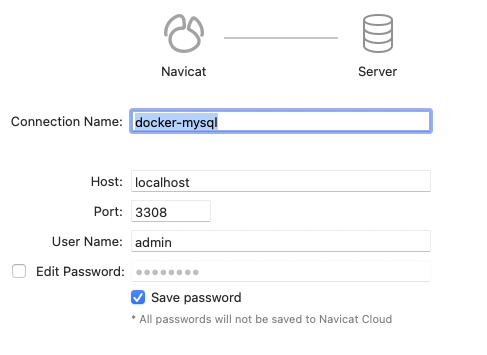 Navicat
Server
Connection Name: docker-mysql
Host: localhost
Port: 3308
User Name: admin
Edit Password: ●●●●●●●●
Save password
* All passwords will not be saved to Navicat Cloud